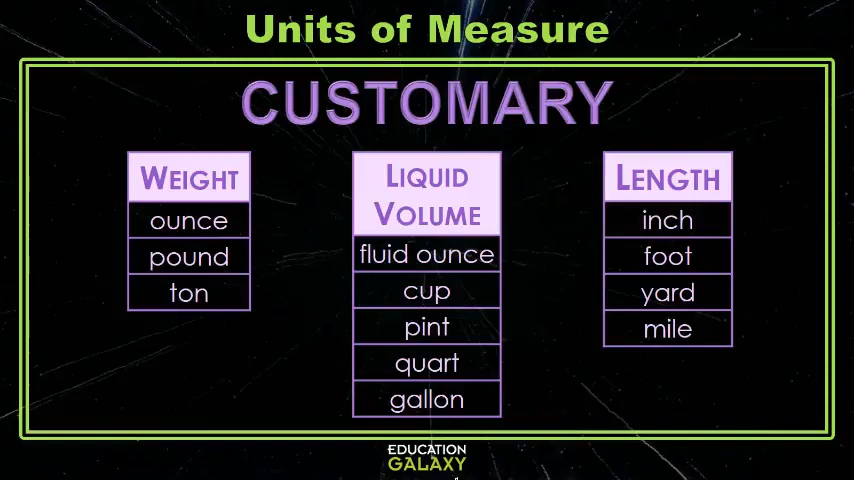 Units of Measure
CUSTOMARY
WEIGHT
ounce
pound
ton
LIQUID
VOLUME
fluid ounce
cup
pint
quart
gallon
LENGTH
inch
foot
yard
mile
EDUCATION
GALAXY